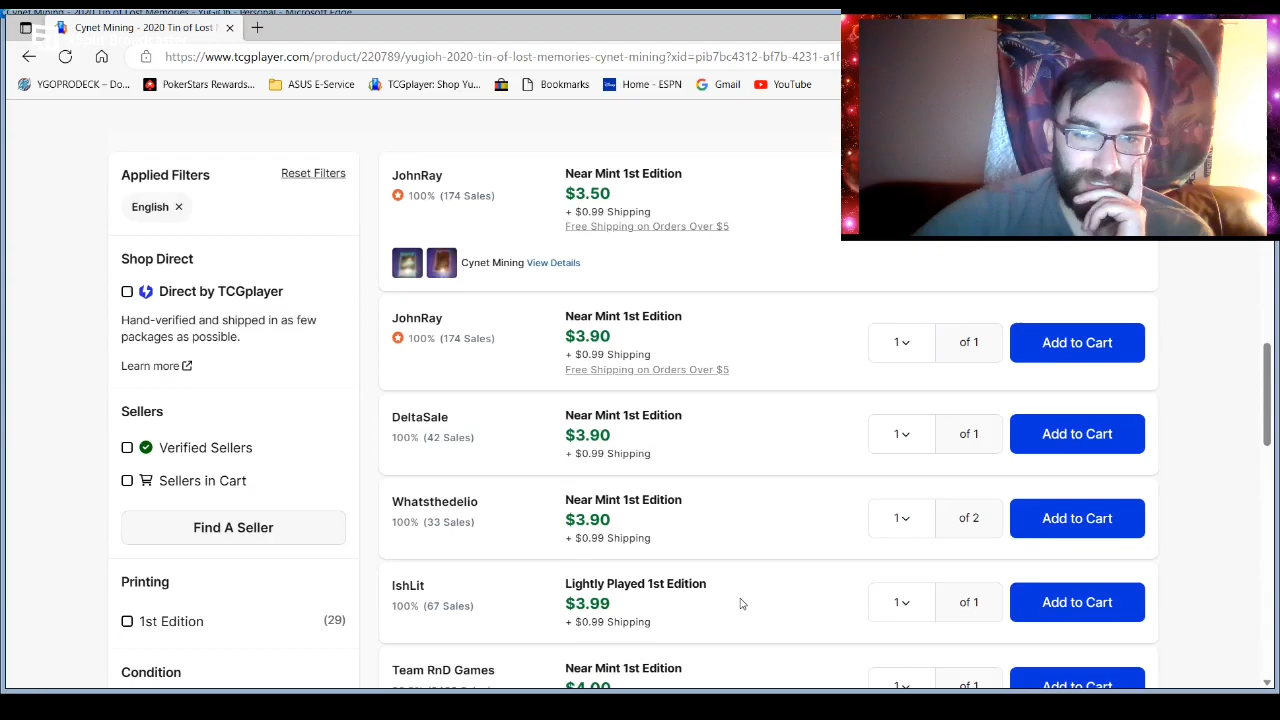 Cynet Mining - 2020 Tin of Lost Memories - YuGiOh - Personal - Microsoft Edge
Cynet Mining - 2020 Tin of Lost
https://www.tcgplayer.com/product/220789/yugioh-2020-tin-of-lost-memories-cynet-mining?xid=pib7bc4312-bf7b-4231-a1f
YGOPRODECK – Do...
PokerStars Rewards...
ASUS E-Service
TCGplayer: Shop Yu...
Bookmarks
Home - ESPN
Gmail
YouTube
Applied Filters
Reset Filters
English ×
Shop Direct
Direct by TCGplayer
Hand-verified and shipped in as few
packages as possible.
Learn more
Sellers
Verified Sellers
Sellers in Cart
Find A Seller
Printing
1st Edition (29)
Condition
JohnRay
100% (174 Sales)
Near Mint 1st Edition
$3.50
+ $0.99 Shipping
Free Shipping on Orders Over $5
Cynet Mining View Details
JohnRay
100% (174 Sales)
Near Mint 1st Edition
$3.90
+ $0.99 Shipping
Free Shipping on Orders Over $5
1 of 1
Add to Cart
DeltaSale
100% (42 Sales)
Near Mint 1st Edition
$3.90
+ $0.99 Shipping
1 of 1
Add to Cart
Whatsthedelio
100% (33 Sales)
Near Mint 1st Edition
$3.90
+ $0.99 Shipping
1 of 2
Add to Cart
IshLit
100% (67 Sales)
Lightly Played 1st Edition
$3.99
+ $0.99 Shipping
1 of 1
Add to Cart
Team RnD Games
Near Mint 1st Edition
$4.00
1 of 1
Add to Cart